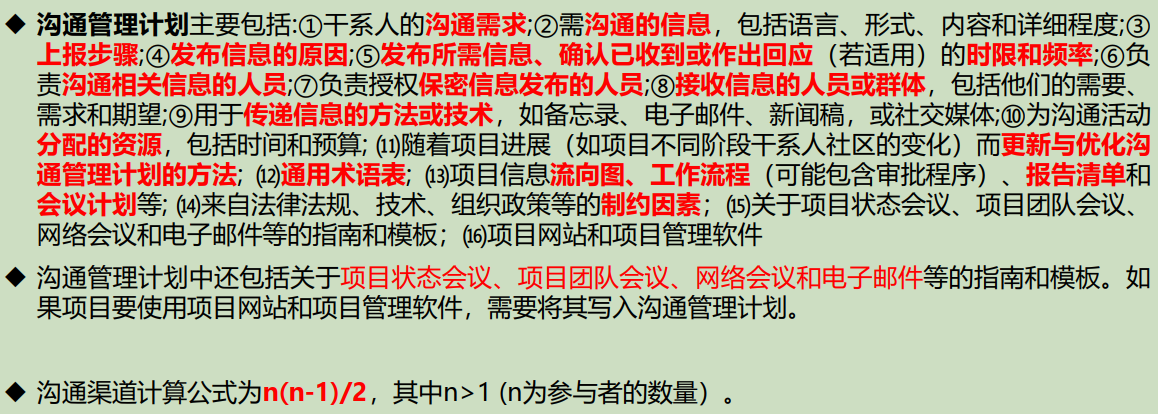 ◆ 沟通管理计划主要包括:①干系人的沟通需求;②需沟通的信息，包括语言、形式、内容和详细程度;③
上报步骤;④发布信息的原因;⑤发布所需信息、确认已收到或作出回应（若适用）的时限和频率;⑥负
责沟通相关信息的人员;⑦负责授权保密信息发布的人员;⑧接收信息的人员或群体，包括他们的需要、
需求和期望;⑨用于传递信息的方法或技术，如备忘录、电子邮件、新闻稿，或社交媒体;⑩为沟通活动
分配的资源，包括时间和预算; ⑾随着项目进展（如项目不同阶段干系人社区的变化）而更新与优化沟
通管理计划的方法; ⑿通用术语表; ⒀项目信息流向图、工作流程（可能包含审批程序）、报告清单和
会议计划等; ⒁来自法律法规、技术、组织政策等的制约因素；⒂关于项目状态会议、项目团队会议、
网络会议和电子邮件等的指南和模板；⒃项目网站和项目管理软件
◆ 沟通管理计划中还包括关于项目状态会议、项目团队会议、网络会议和电子邮件等的指南和模板。如
果项目要使用项目网站和项目管理软件，需要将其写入沟通管理计划。
◆ 沟通渠道计算公式为n(n-1)/2，其中n>1 (n为参与者的数量）。